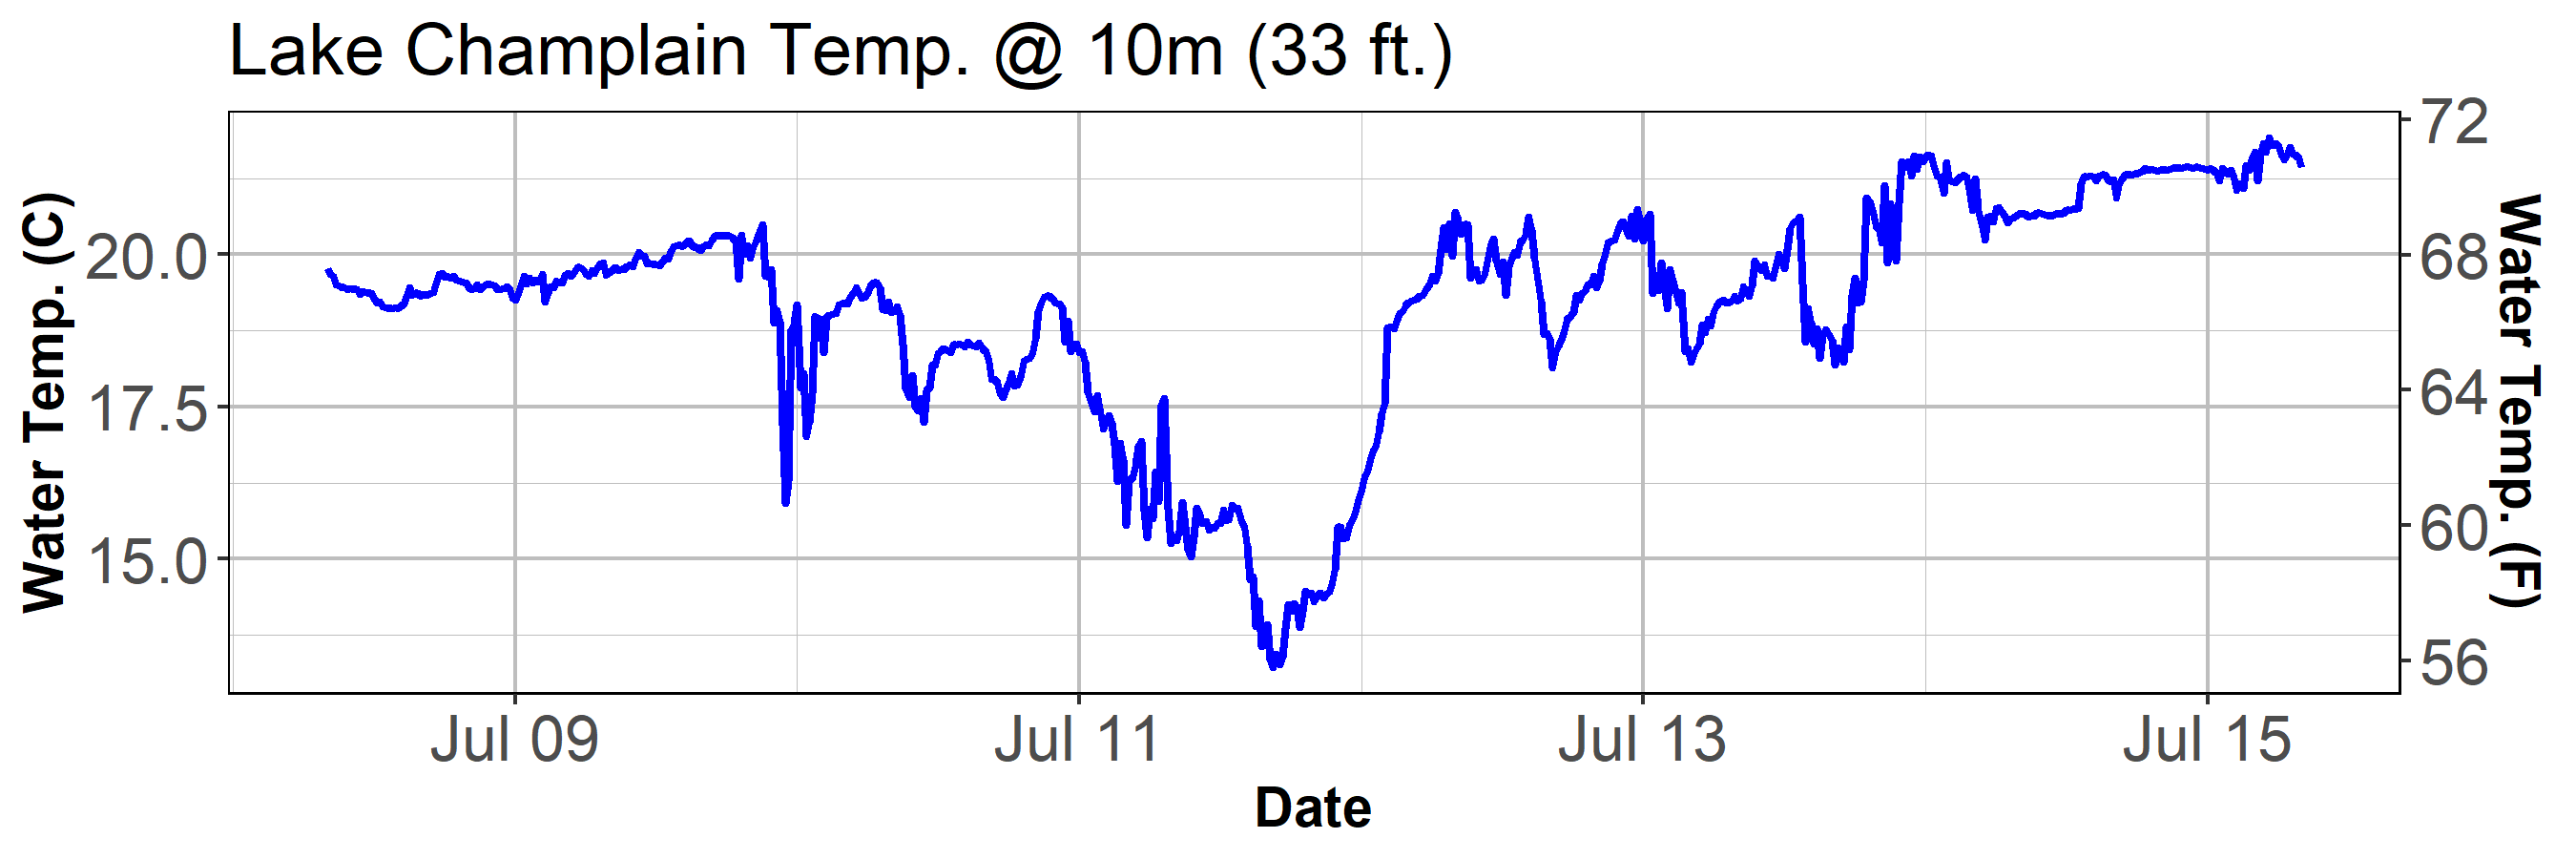 Lake Champlain Temp. @ 10m (33 ft.)
Water Temp. (C)
20.0
17.5
15.0
72
68
64
60
56
Water Temp. (F)
Jul 09
Jul 11
Jul 13
Jul 15
Date